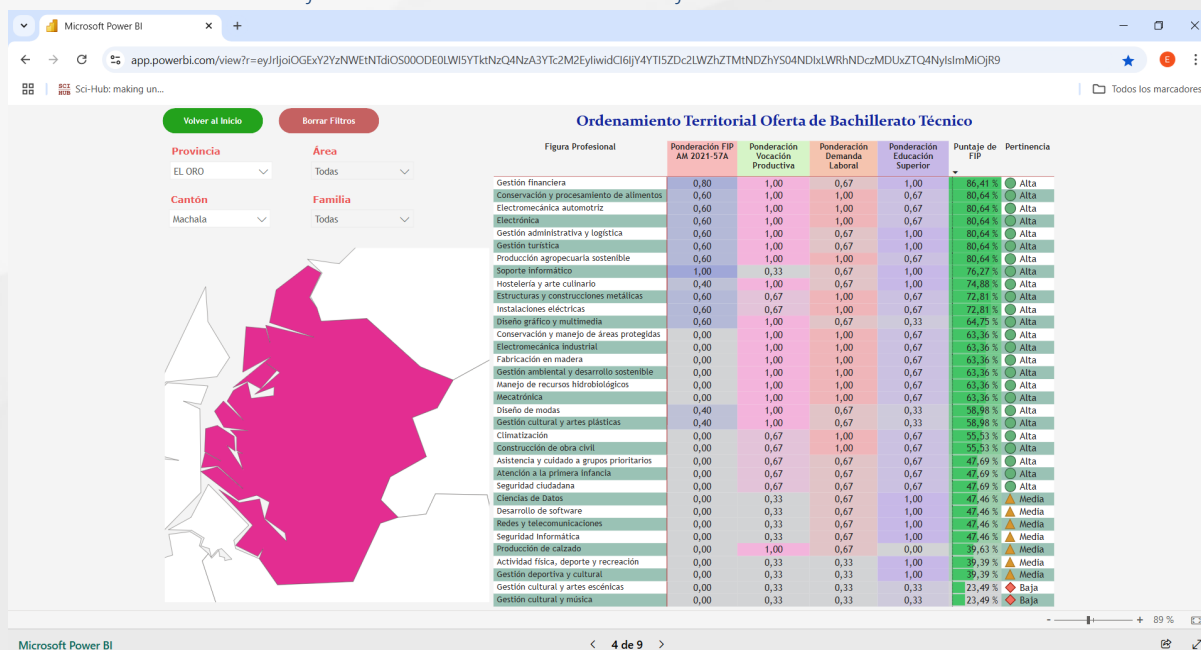 Microsoft Power BI
app.powerbi.com/view?r=eyJrIjoiOGExY2YzNWEtNTdiOS00ODE0LWI5YTktNzQ4NzA3YTc2M2EyIiwidCI6IjY4YTI5ZDc2LWZhZTMtNDZhYS04NDIxLWRhNDczMDUxZTQ4NyIsImMiOjR9
E
SCI HUB Sci-Hub: making un...
Todos los marcadores
Volver al Inicio Borrar Filtros
Ordenamiento Territorial Oferta de Bachillerato Técnico
Provincia Área
EL ORO Todas
Cantón Familia
Machala Todas
Figura Profesional Ponderación FIP AM 2021-57A Ponderación Vocación Productiva Ponderación Demanda Laboral Ponderación Educación Superior Puntaje de FIP Pertinencia
Gestión financiera 0,80 1,00 0,67 1,00 86,41 % Alta
Conservación y procesamiento de alimentos 0,60 1,00 1,00 0,67 80,64 % Alta
Electromecánica automotriz 0,60 1,00 1,00 0,67 80,64 % Alta
Electrónica 0,60 1,00 1,00 0,67 80,64 % Alta
Gestión administrativa y logística 0,60 1,00 0,67 1,00 80,64 % Alta
Gestión turística 0,60 1,00 0,67 1,00 80,64 % Alta
Producción agropecuaria sostenible 0,60 1,00 1,00 0,67 80,64 % Alta
Soporte informático 1,00 0,33 0,67 1,00 76,27 % Alta
Hostelería y arte culinario 0,40 1,00 0,67 1,00 74,88 % Alta
Estructuras y construcciones metálicas 0,60 0,67 1,00 0,67 72,81 % Alta
Instalaciones eléctricas 0,60 0,67 1,00 0,67 72,81 % Alta
Diseño gráfico y multimedia 0,60 1,00 0,67 0,33 64,75 % Alta
Conservación y manejo de áreas protegidas 0,00 1,00 1,00 0,67 63,36 % Alta
Electromecánica industrial 0,00 1,00 1,00 0,67 63,36 % Alta
Fabricación en madera 0,00 1,00 1,00 0,67 63,36 % Alta
Gestión ambiental y desarrollo sostenible 0,00 1,00 1,00 0,67 63,36 % Alta
Manejo de recursos hidrobiológicos 0,00 1,00 1,00 0,67 63,36 % Alta
Mecatrónica 0,00 1,00 1,00 0,67 63,36 % Alta
Diseño de modas 0,40 1,00 0,67 0,33 58,98 % Alta
Gestión cultural y artes plásticas 0,40 1,00 0,67 0,33 58,98 % Alta
Climatización 0,00 0,67 1,00 0,67 55,53 % Alta
Construcción de obra civil 0,00 0,67 1,00 0,67 55,53 % Alta
Asistencia y cuidado a grupos prioritarios 0,00 0,67 0,67 0,67 47,69 % Alta
Atención a la primera infancia 0,00 0,67 0,67 0,67 47,69 % Alta
Seguridad ciudadana 0,00 0,67 0,67 0,67 47,69 % Alta
Ciencias de Datos 0,00 0,33 0,67 1,00 47,46 % Media
Desarrollo de software 0,00 0,33 0,67 1,00 47,46 % Media
Redes y telecomunicaciones 0,00 0,33 0,67 1,00 47,46 % Media
Seguridad Informática 0,00 0,33 0,67 1,00 47,46 % Media
Producción de calzado 0,00 1,00 0,67 0,00 39,63 % Media
Actividad física, deporte y recreación 0,00 0,33 0,33 1,00 39,39 % Media
Gestión deportiva y cultural 0,00 0,33 0,33 1,00 39,39 % Media
Gestión cultural y artes escénicas 0,00 0,33 0,33 0,33 23,49 % Baja
Gestión cultural y música 0,00 0,33 0,33 0,33 23,49 % Baja
- + 89 %
Microsoft Power BI < 4 de 9 >